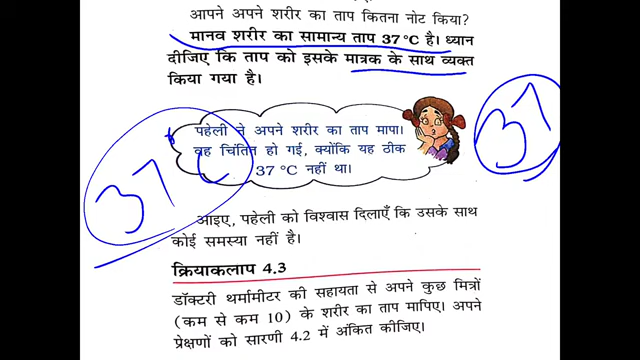 आपने अपने शरीर का ताप कितना नोट किया?
मानव शरीर का सामान्य ताप 37 °C है। ध्यान
दीजिए कि ताप को इसके मात्रक के साथ व्यक्त
किया गया है।
पहेली ने अपने शरीर का ताप मापा।
वह चिंतित हो गई, क्योंकि यह ठीक
37 °C नहीं था।
37°C
37
आइए, पहेली को विश्वास दिलाएँ कि उसके साथ
कोई समस्या नहीं है।
क्रियाकलाप 4.3
डॉक्टरी थर्मामीटर की सहायता से अपने कुछ मित्रों
(कम से कम 10) के शरीर का ताप मापिए। अपने
प्रेक्षणों को सारणी 4.2 में अंकित कीजिए।